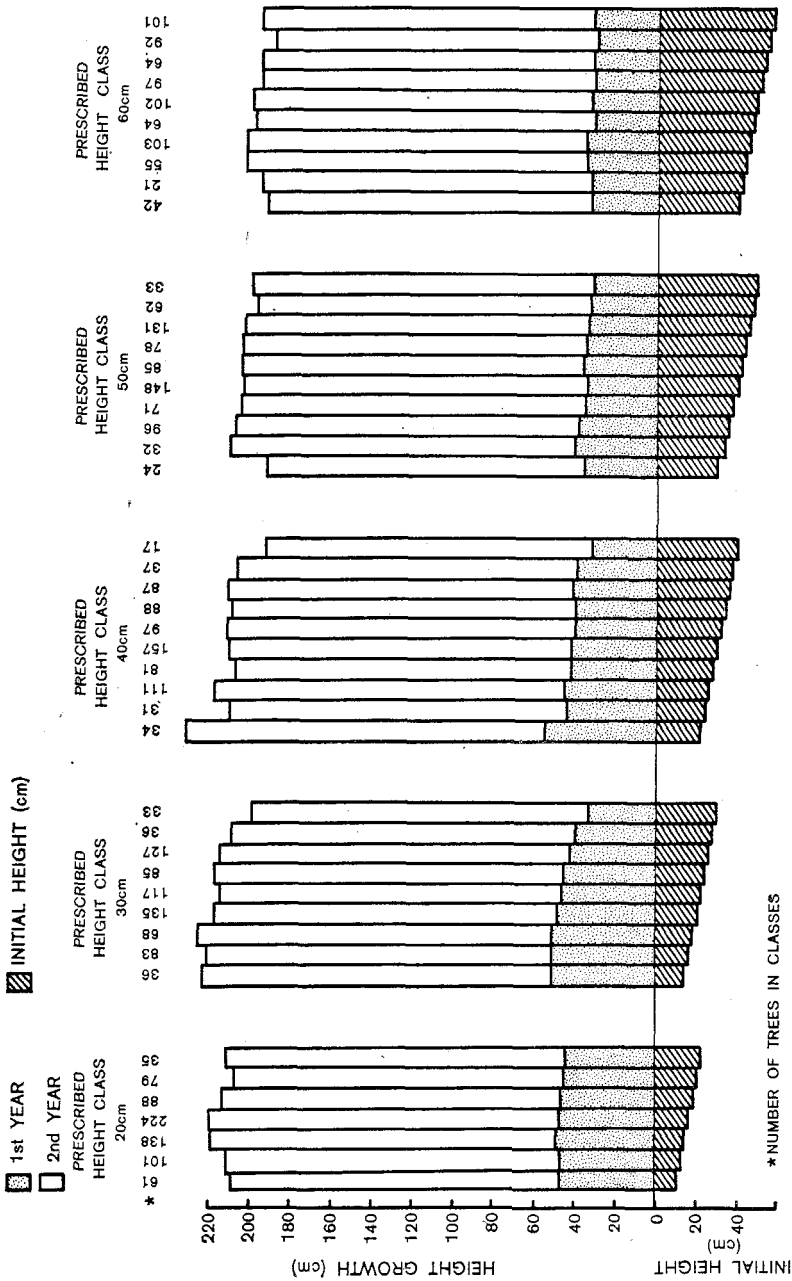 PRESCRIBED
HEIGHT CLASS
60cm
101
92
64
97
102
64
103
55
21
42
PRESCRIBED
HEIGHT CLASS
50cm
33
62
131
78
85
148
71
96
32
24
PRESCRIBED
HEIGHT CLASS
40cm
17
37
87
88
97
157
81
111
31
34
INITIAL HEIGHT (cm)
1st YEAR
2nd YEAR
PRESCRIBED
HEIGHT CLASS
30cm
33
36
127
85
117
135
68
83
36
PRESCRIBED
HEIGHT CLASS
20cm
35
79
88
224
138
101
61
*
*NUMBER OF TREES IN CLASSES
220
200
180
160
140
120
100
80
60
40
20
0
20
40
HEIGHT GROWTH (cm)
INITIAL HEIGHT
(cm)